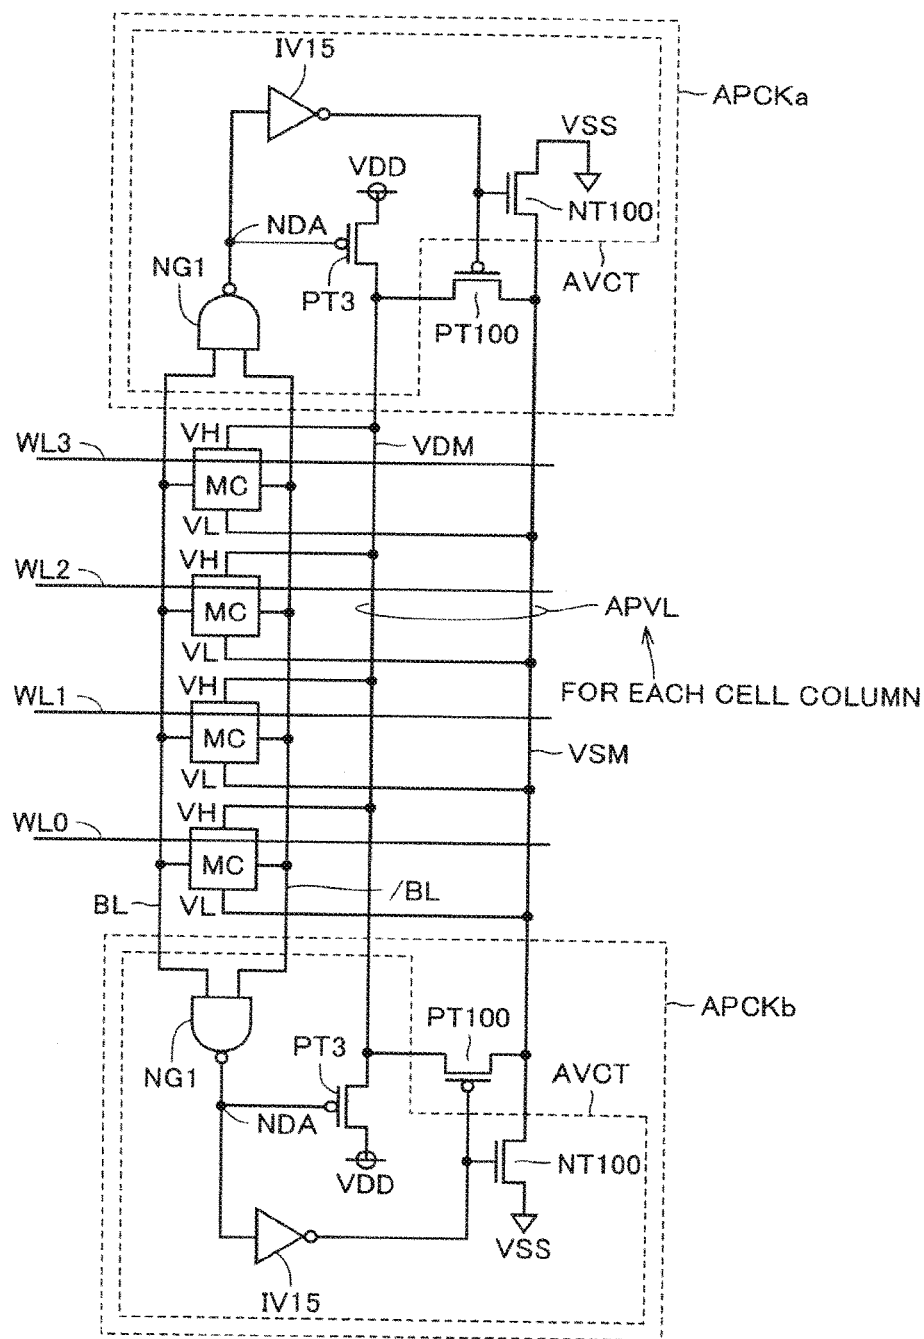 IV15
APCKa
VSS
VDD
NDA
NT100
NG1
PT3
AVCT
PT100
VH
WL3
VDM
MC
VL
VH
WL2
MC
APVL
VL
VH
FOR EACH CELL COLUMN
WL1
MC
VSM
VL
VH
WL0
MC
/BL
BL
VL
APCKb
PT100
PT3
NG1
AVCT
NDA
NT100
VDD
VSS
IV15